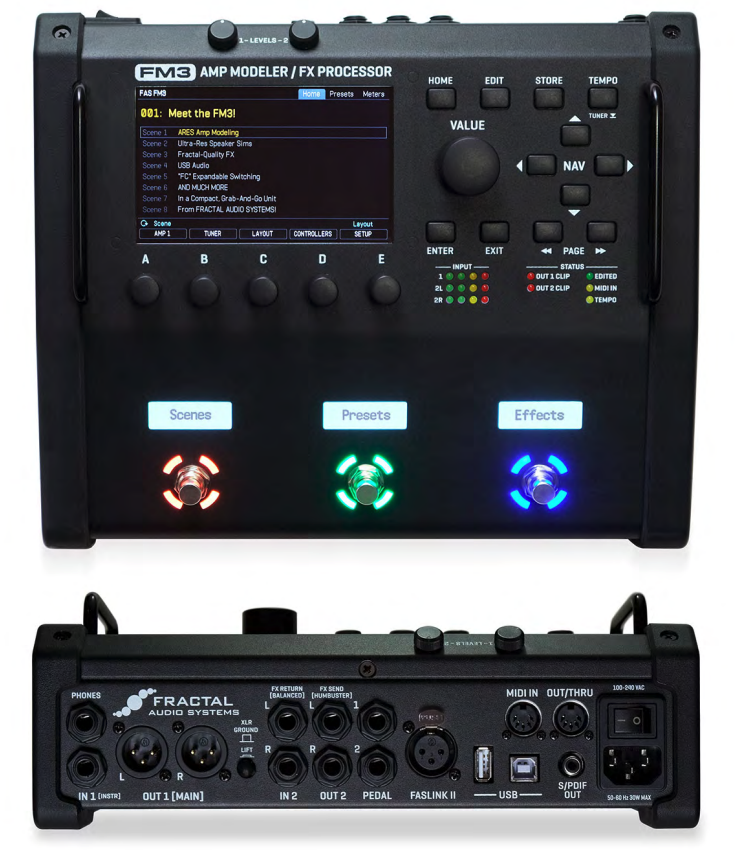 1 - LEVELS - 2
FM3 AMP MODELER / FX PROCESSOR
FAS FM3 Home Presets Meters
001: Meet the FM3!
Scene 1 ARES Amp Modeling
Scene 2 Ultra-Res Speaker Sims
Scene 3 Fractal-Quality FX
Scene 4 USB Audio
Scene 5 "FC" Expandable Switching
Scene 6 AND MUCH MORE
Scene 7 In a Compact, Grab-And-Go Unit
Scene 8 From FRACTAL AUDIO SYSTEMS!
Scene Layout
AMP 1 TUNER LAYOUT CONTROLLERS SETUP
A B C D E
HOME EDIT STORE TEMPO
TUNER
VALUE
NAV
ENTER EXIT PAGE
INPUT
1
2L
2R
STATUS
OUT 1 CLIP EDITED
OUT 2 CLIP MIDI IN
TEMPO
Scenes Presets Effects
1 - LEVELS - 2
PHONES
FRACTAL
AUDIO SYSTEMS
XLR
GROUND
LIFT
FX RETURN
[BALANCED]
FX SEND
[HUMBUSTER]
L L 1
R R 2
PUSH
MIDI IN OUT/THRU
100-240 VAC
L R
IN 1 [INSTR] OUT 1 [MAIN] IN 2 OUT 2 PEDAL FASLINK II USB
S/PDIF
OUT
50-60 Hz 30W MAX